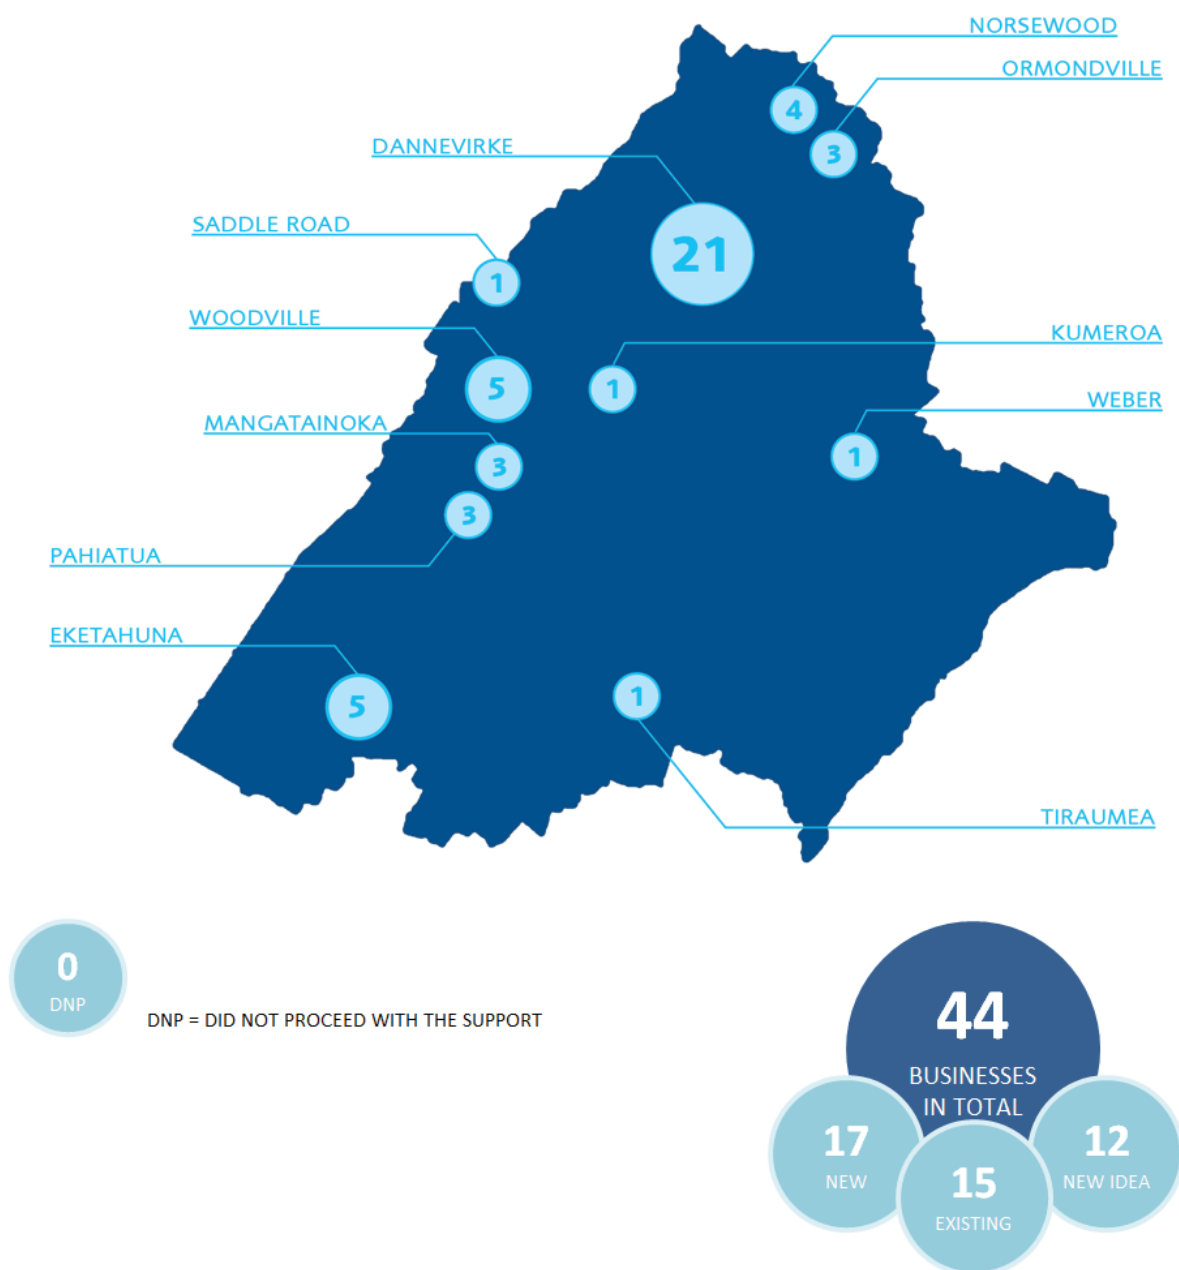 NORSEWOOD
ORMONDVILLE
4
3
DANNEVIRKE
21
SADDLE ROAD
1
WOODVILLE
5
KUMEROA
1
WEBER
1
MANGATAINOKA
3
3
PAHIATUA
EKETAHUNA
5
1
TIRAUMEA
0
DNP
DNP = DID NOT PROCEED WITH THE SUPPORT
44
BUSINESSES
IN TOTAL
17
NEW
15
EXISTING
12
NEW IDEA